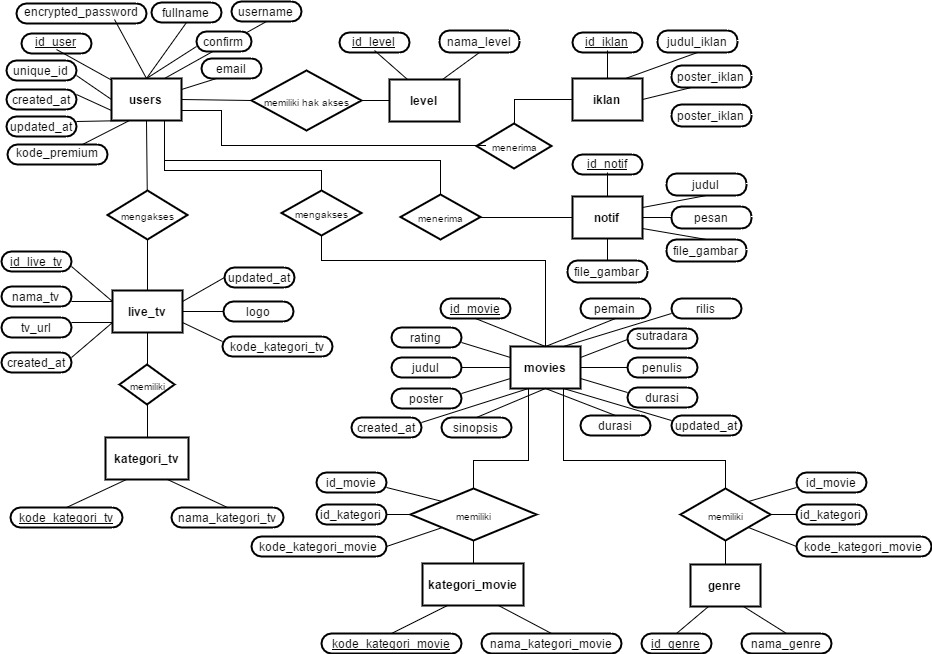 encrypted_password
fullname
username
id_user
confirm
unique_id
email
created_at
users
updated_at
kode_premium
memiliki hak akses
id_level
nama_level
level
id_iklan
judul_iklan
poster_iklan
iklan
poster_iklan
menerima
id_notif
judul
notif
pesan
file_gambar
file_gambar
mengakses
mengakses
menerima
id_live_tv
updated_at
nama_tv
live_tv
logo
tv_url
kode_kategori_tv
created_at
memiliki
kategori_tv
kode_kategori_tv
nama_kategori_tv
id_movie
pemain
rilis
rating
sutradara
judul
movies
penulis
poster
durasi
created_at
sinopsis
durasi
updated_at
id_movie
id_kategori
memiliki
kode_kategori_movie
kategori_movie
kode_kategori_movie
nama_kategori_movie
id_movie
memiliki
id_kategori
kode_kategori_movie
genre
id_genre
nama_genre